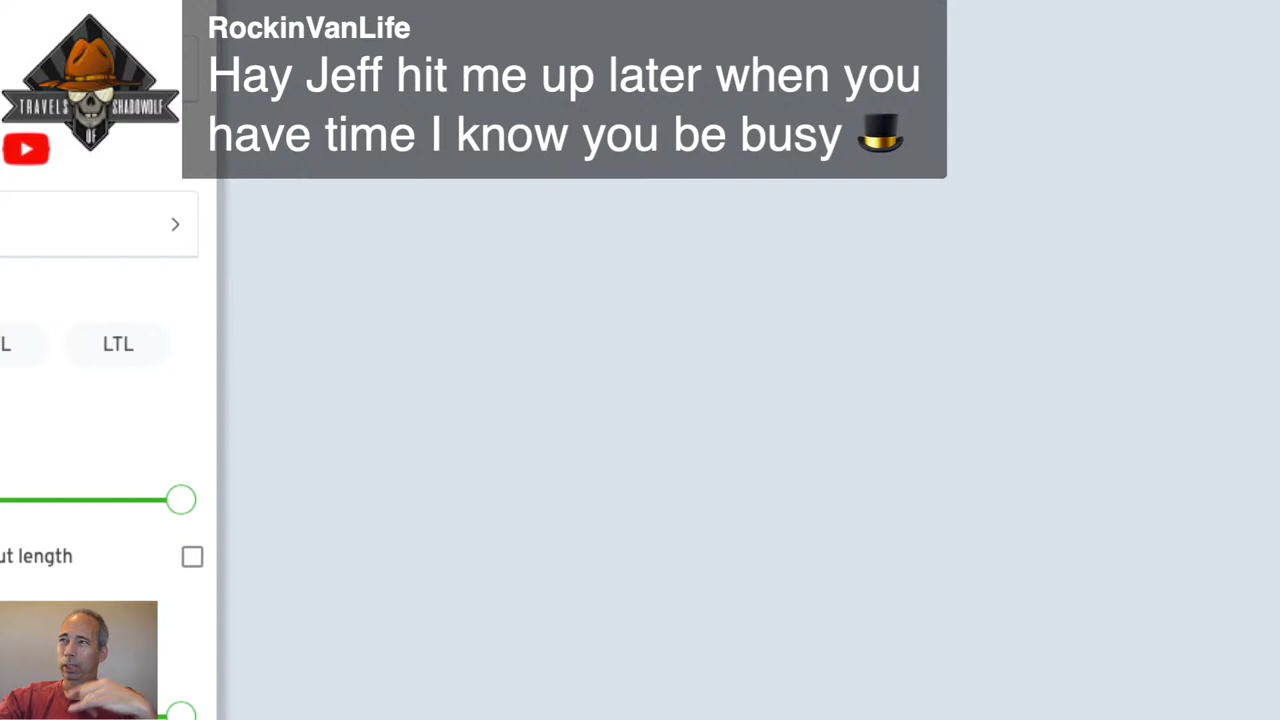 RockinVanLife
Hay Jeff hit me up later when you
have time I know you be busy 🎩
TRAVELS
OF
SHADOWOLF
L
LTL
ut length